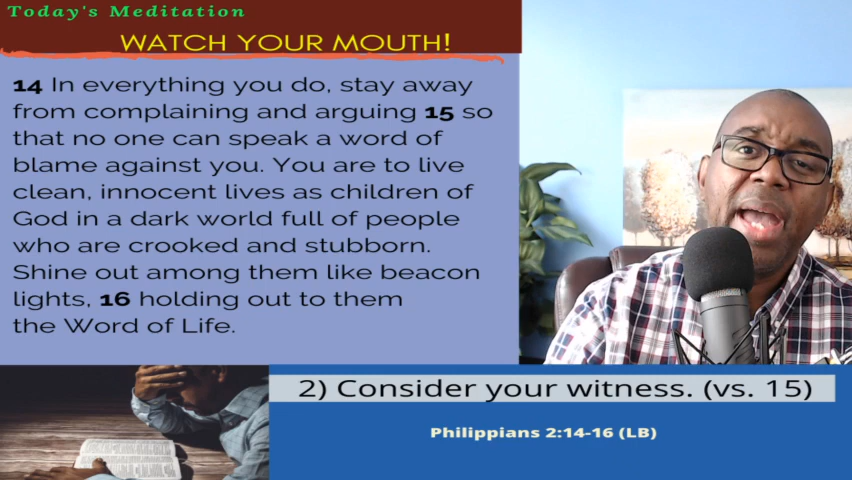 Today's Meditation
WATCH YOUR MOUTH!
14 In everything you do, stay away
from complaining and arguing 15 so
that no one can speak a word of
blame against you. You are to live
clean, innocent lives as children of
God in a dark world full of people
who are crooked and stubborn.
Shine out among them like beacon
lights, 16 holding out to them
the Word of Life.
2) Consider your witness. (vs. 15)
Philippians 2:14-16 (LB)